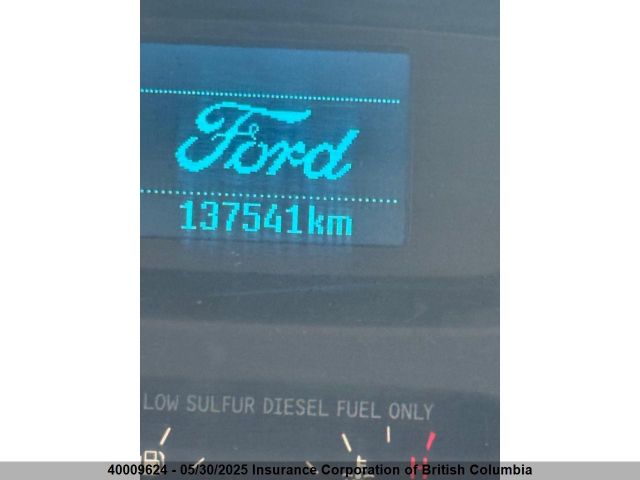 Ford
137541km
LOW SULFUR DIESEL FUEL ONLY
40009624 - 05/30/2025 Insurance Corporation of British Columbia